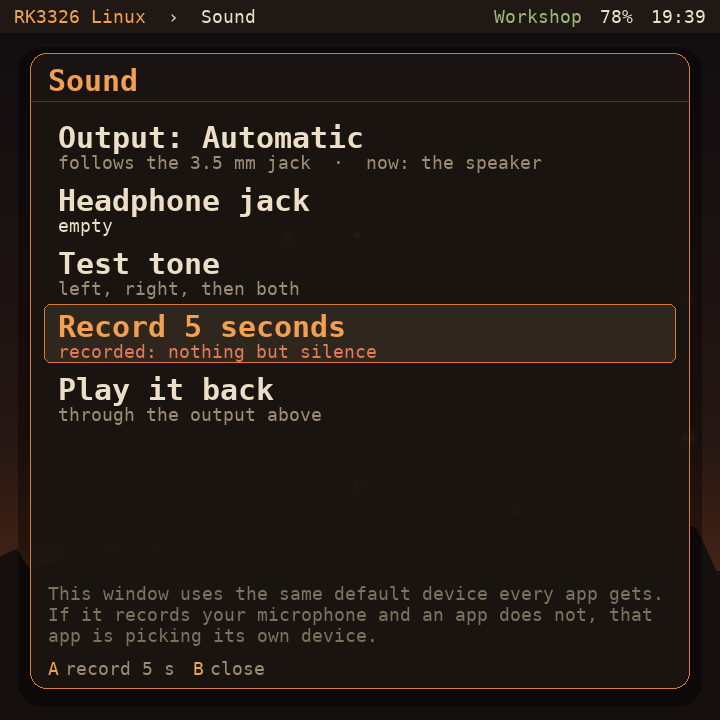 RK3326 Linux › Sound Workshop 78% 19:39
Sound
Output: Automatic
follows the 3.5 mm jack · now: the speaker
Headphone jack
empty
Test tone
left, right, then both
Record 5 seconds
recorded: nothing but silence
Play it back
through the output above
This window uses the same default device every app gets.
If it records your microphone and an app does not, that
app is picking its own device.
A record 5 s B close